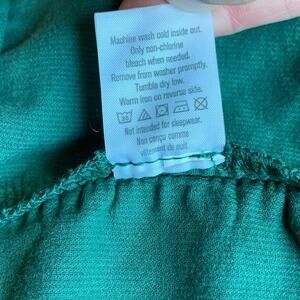 Machine wash cold inside out.
Only non-chlorine
bleach when needed.
Remove from washer promptly.
Tumble dry low.
Warm iron on reverse side.
Not intended for sleepwear.
Non conçu comme
vêtement de nuit.